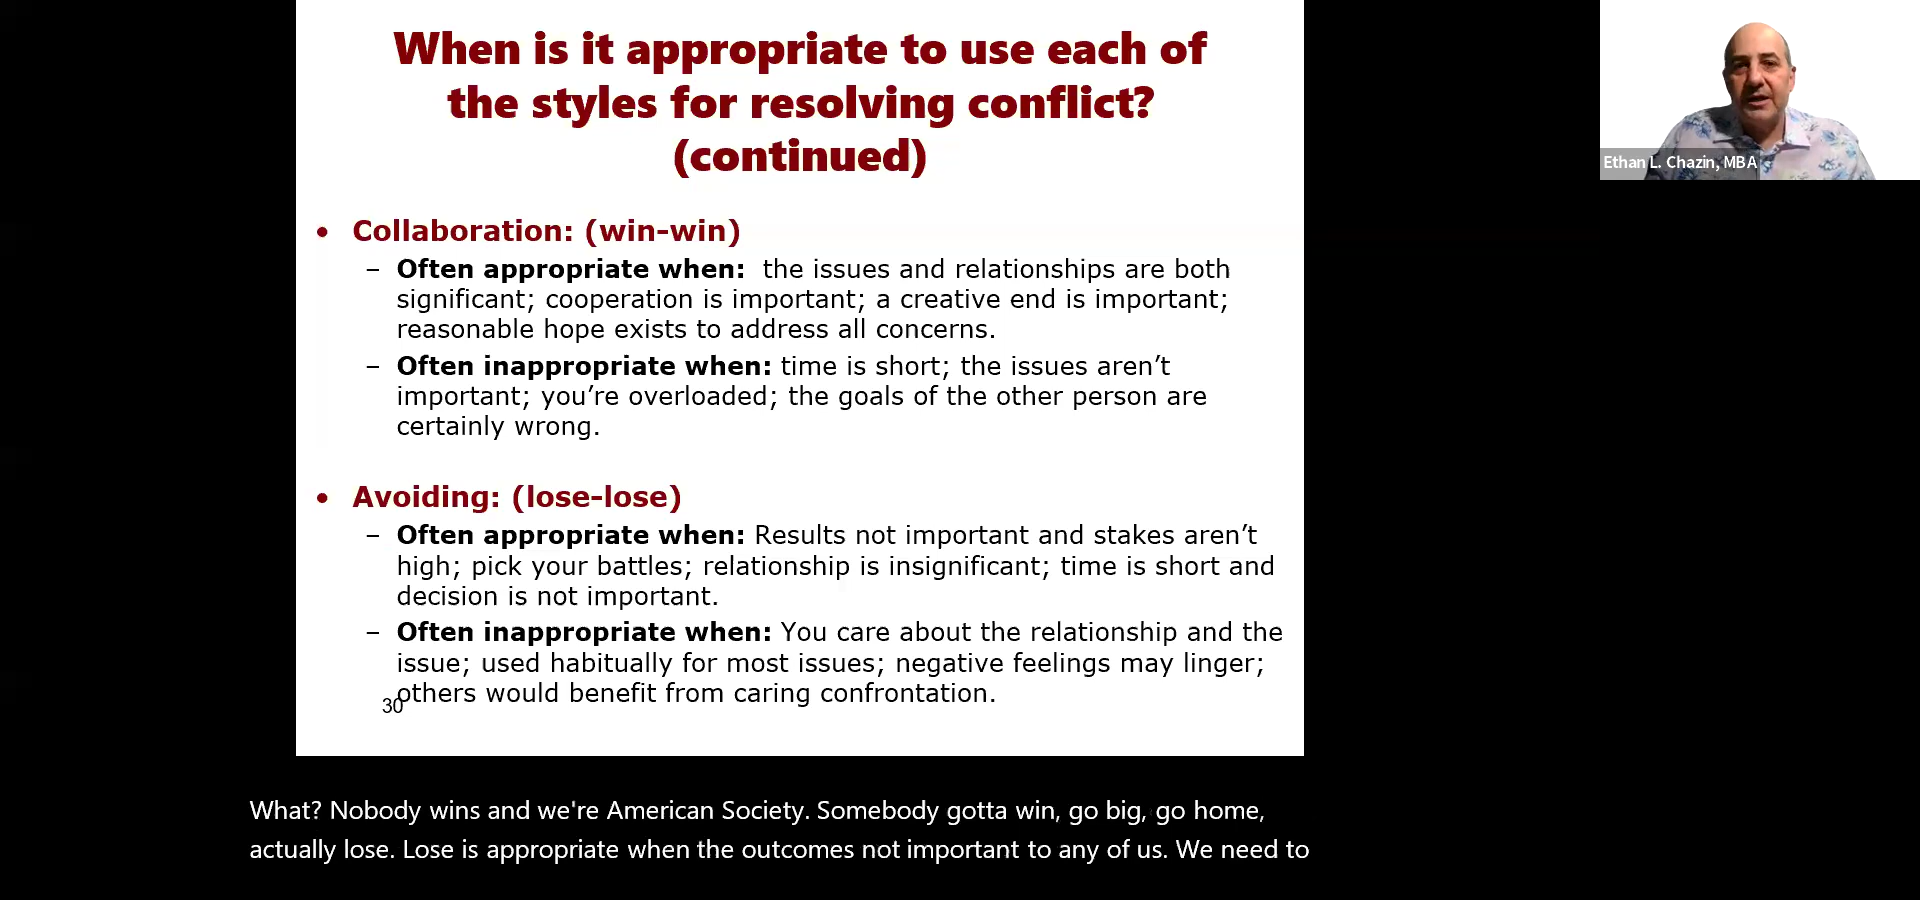 When is it appropriate to use each of
the styles for resolving conflict?
(continued)
Ethan L. Chazin, MBA
• Collaboration: (win-win)
– Often appropriate when: the issues and relationships are both
significant; cooperation is important; a creative end is important;
reasonable hope exists to address all concerns.
– Often inappropriate when: time is short; the issues aren’t
important; you’re overloaded; the goals of the other person are
certainly wrong.
• Avoiding: (lose-lose)
– Often appropriate when: Results not important and stakes aren’t
high; pick your battles; relationship is insignificant; time is short and
decision is not important.
– Often inappropriate when: You care about the relationship and the
issue; used habitually for most issues; negative feelings may linger;
others would benefit from caring confrontation.
30
What? Nobody wins and we're American Society. Somebody gotta win, go big, go home,
actually lose. Lose is appropriate when the outcomes not important to any of us. We need to